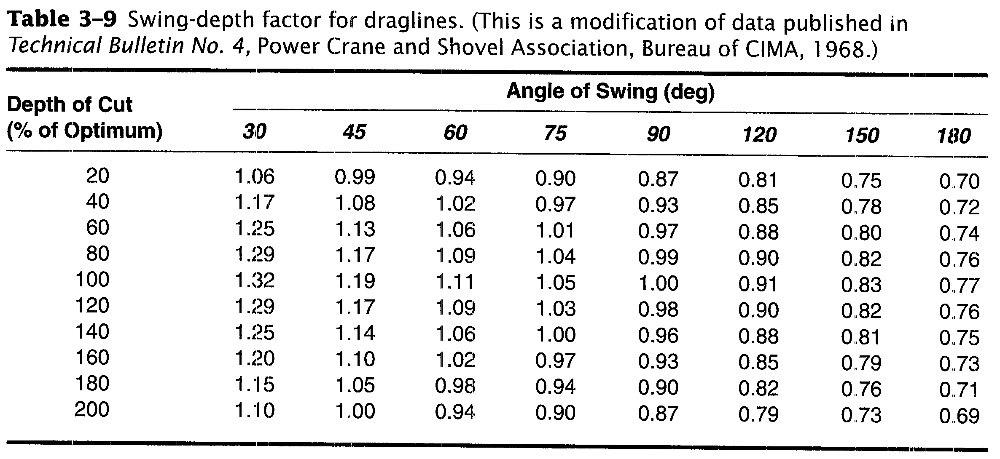 Table 3–9 Swing-depth factor for draglines. (This is a modification of data published in
Technical Bulletin No. 4, Power Crane and Shovel Association, Bureau of CIMA, 1968.)
Angle of Swing (deg)
Depth of Cut
(% of Optimum) 30 45 60 75 90 120 150 180
20 1.06 0.99 0.94 0.90 0.87 0.81 0.75 0.70
40 1.17 1.08 1.02 0.97 0.93 0.85 0.78 0.72
60 1.25 1.13 1.06 1.01 0.97 0.88 0.80 0.74
80 1.29 1.17 1.09 1.04 0.99 0.90 0.82 0.76
100 1.32 1.19 1.11 1.05 1.00 0.91 0.83 0.77
120 1.29 1.17 1.09 1.03 0.98 0.90 0.82 0.76
140 1.25 1.14 1.06 1.00 0.96 0.88 0.81 0.75
160 1.20 1.10 1.02 0.97 0.93 0.85 0.79 0.73
180 1.15 1.05 0.98 0.94 0.90 0.82 0.76 0.71
200 1.10 1.00 0.94 0.90 0.87 0.79 0.73 0.69